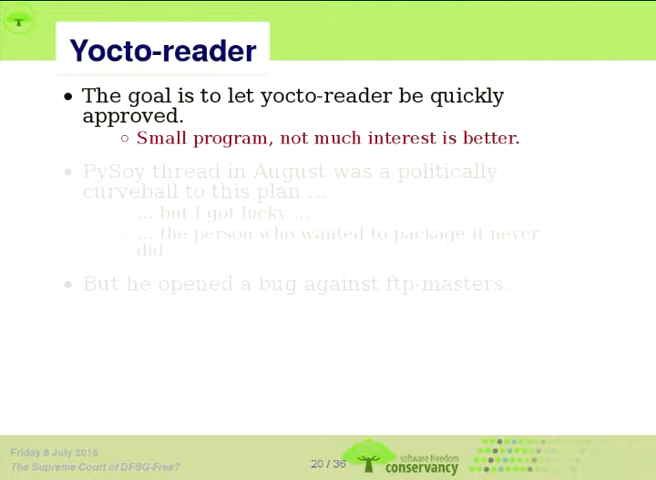 Yocto-reader
• The goal is to let yocto-reader be quickly
approved.
○ Small program, not much interest is better.
• PySoy thread in August was a politically
curveball to this plan ...
○ ... but I got lucky ...
○ ... the person who wanted to package it never
did.
• But he opened a bug against ftp-masters.
Friday 8 July 2016
The Supreme Court of DFSG-Free?
20 / 36
software freedom
conservancy